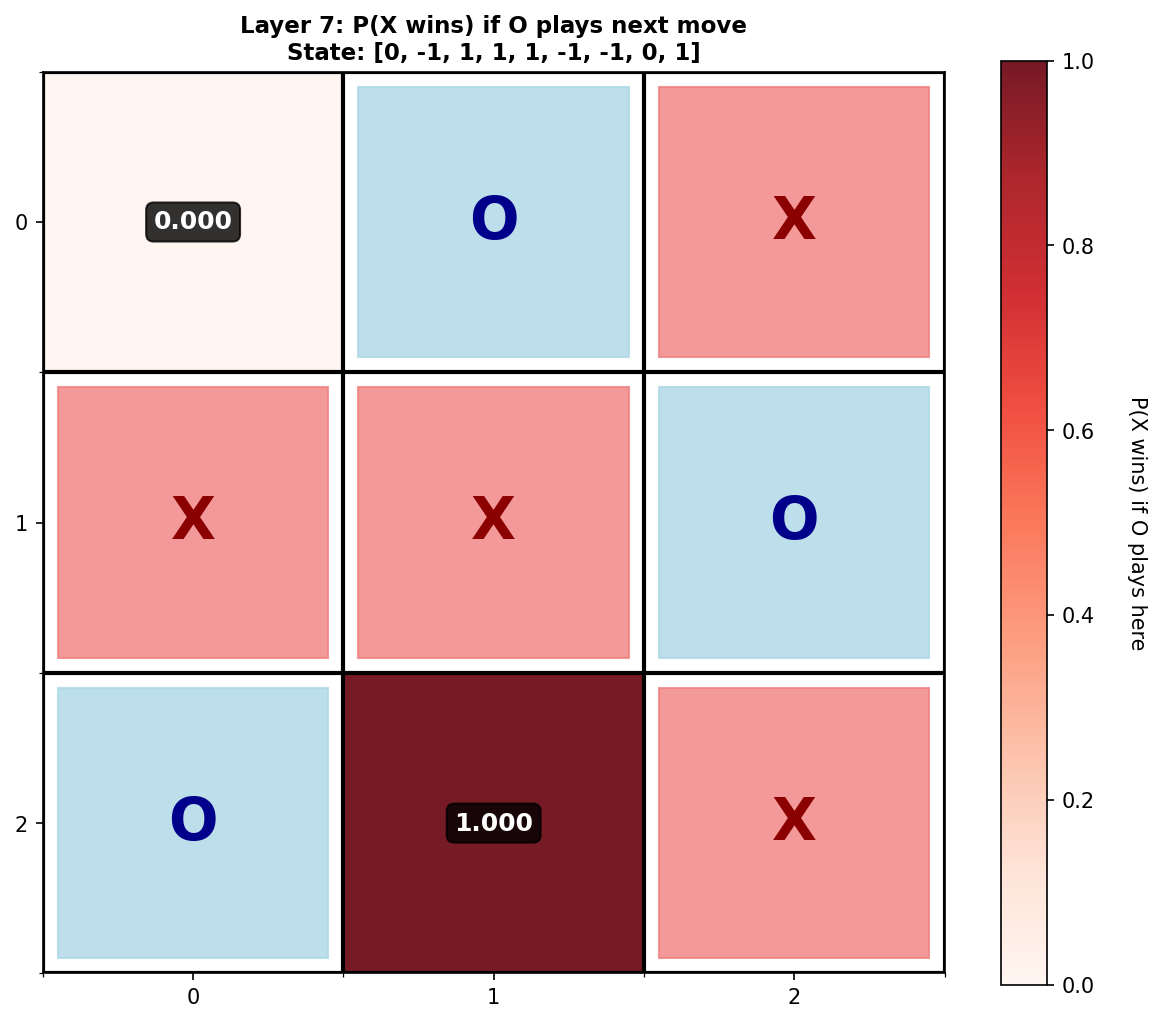 Layer 7: P(X wins) if O plays next move
State: [0, -1, 1, 1, 1, -1, -1, 0, 1]
0
0.000
O
X
1
X
X
O
2
O
1.000
X
0
1
2
1.0
0.8
0.6
0.4
0.2
0.0
P(X wins) if O plays here